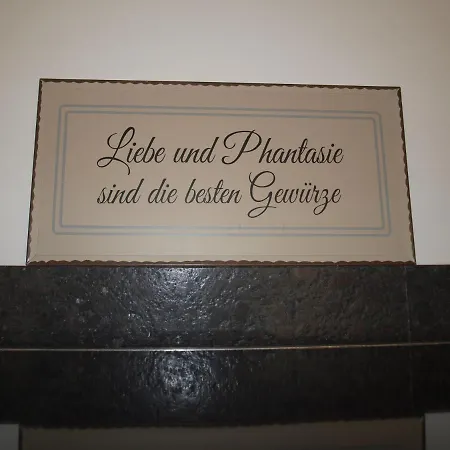 Liebe und Phantasie
sind die besten Gewürze